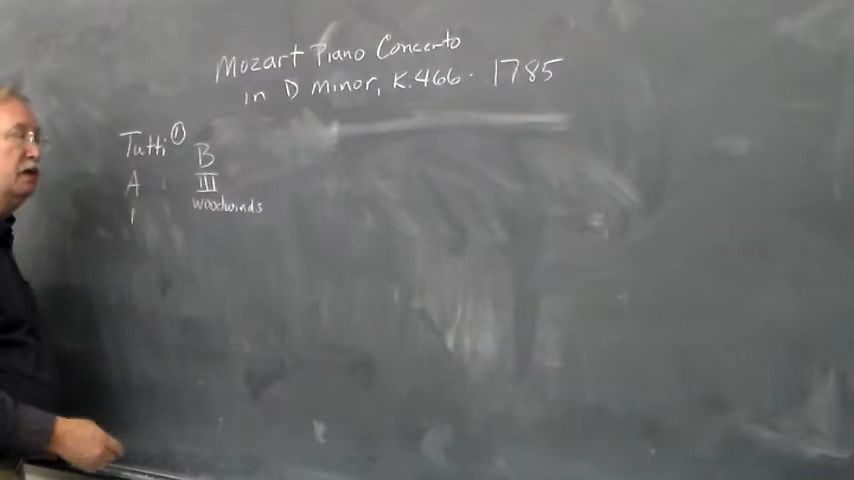 Mozart Piano Concerto
in D Minor, K.466 · 1785
Tutti ① B
A III
I woodwinds